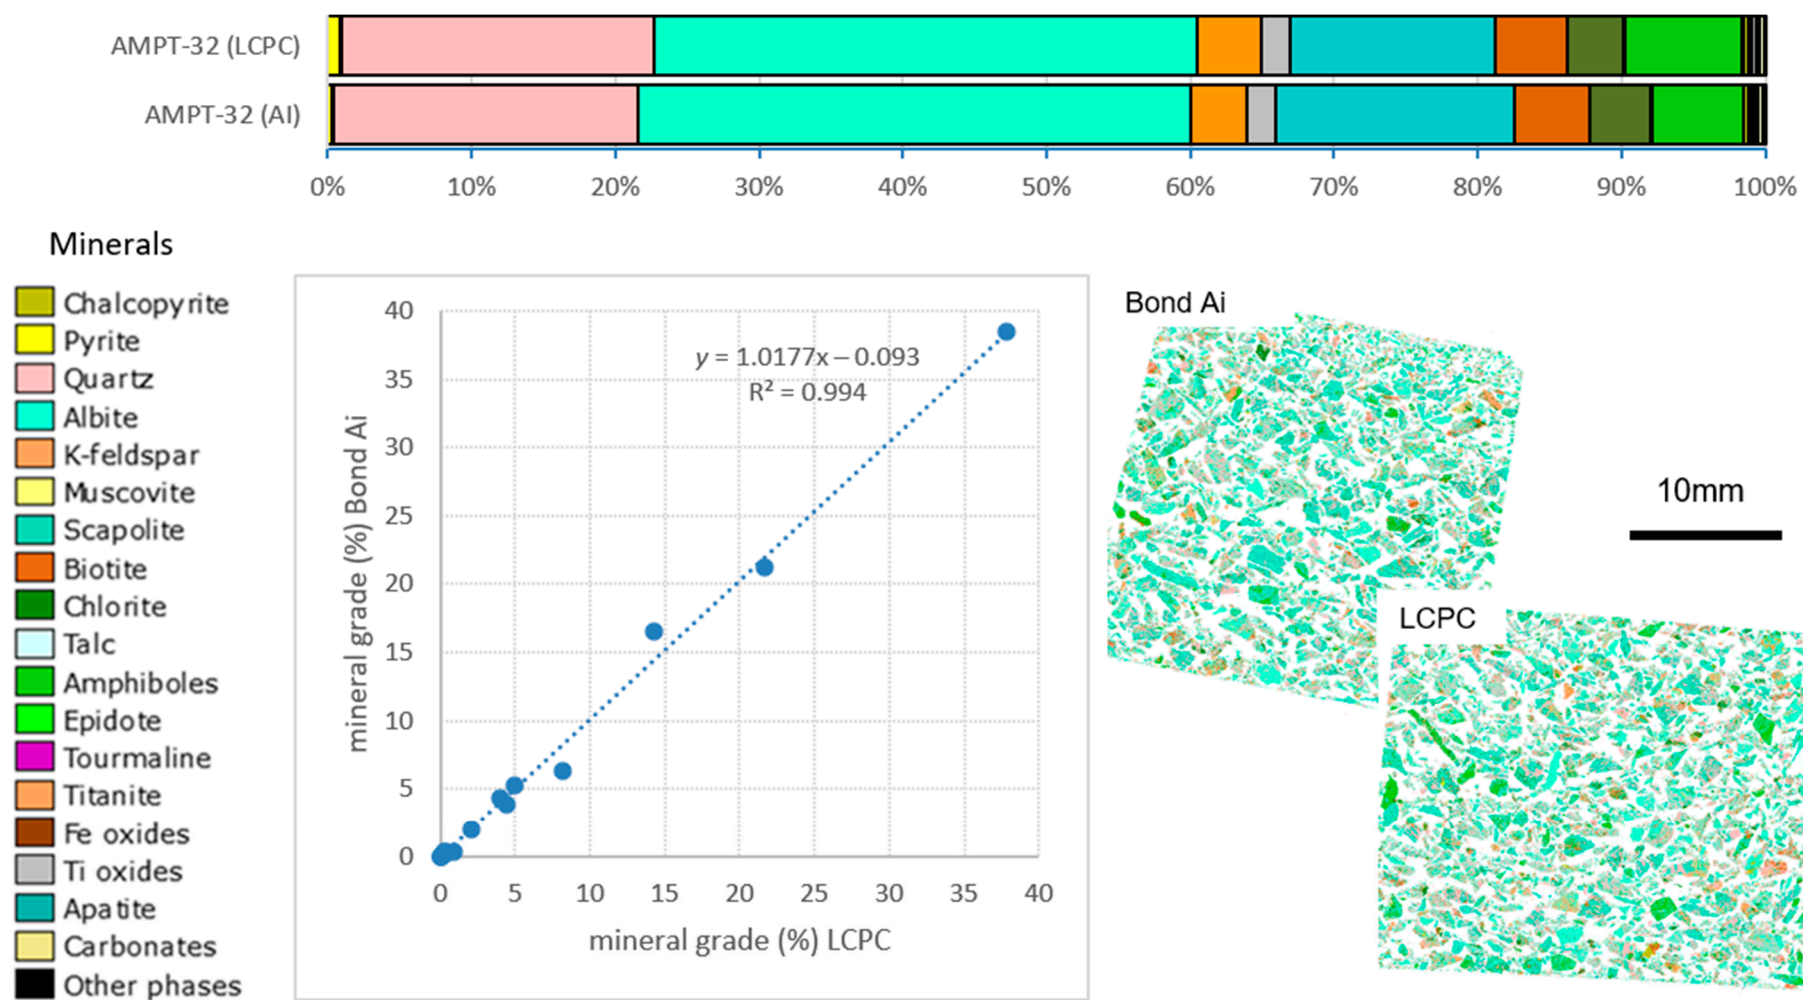 AMPT-32 (LCPC)
AMPT-32 (AI)
0% 10% 20% 30% 40% 50% 60% 70% 80% 90% 100%
Minerals
Chalcopyrite
Pyrite
Quartz
Albite
K-feldspar
Muscovite
Scapolite
Biotite
Chlorite
Talc
Amphiboles
Epidote
Tourmaline
Titanite
Fe oxides
Ti oxides
Apatite
Carbonates
Other phases
mineral grade (%) Bond Ai
40
35
30
25
20
15
10
5
0
y = 1.0177x – 0.093
R² = 0.994
0 5 10 15 20 25 30 35 40
mineral grade (%) LCPC
Bond Ai
10mm
LCPC